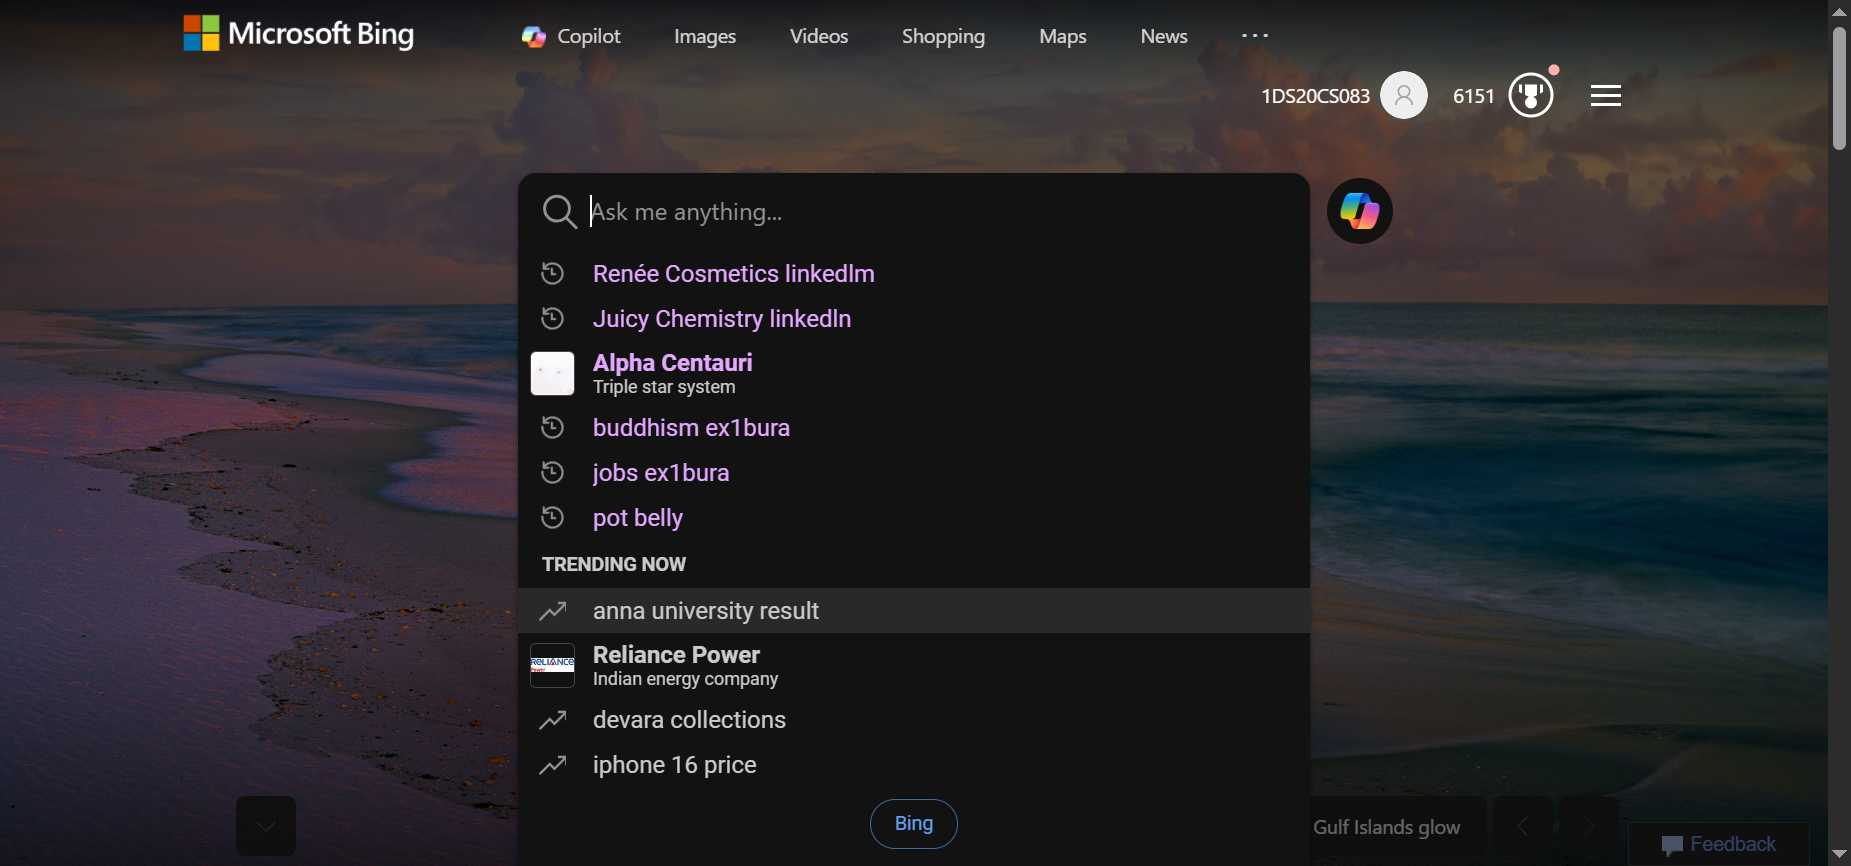 Microsoft Bing
Copilot
Images
Videos
Shopping
Maps
News
1DS20CS083
6151
Ask me anything...
Renée Cosmetics linkedlm
Juicy Chemistry linkedln
Alpha Centauri
Triple star system
buddhism ex1bura
jobs ex1bura
pot belly
TRENDING NOW
anna university result
RELIANCE
Power
Reliance Power
Indian energy company
devara collections
iphone 16 price
Bing
Gulf Islands glow
Feedback